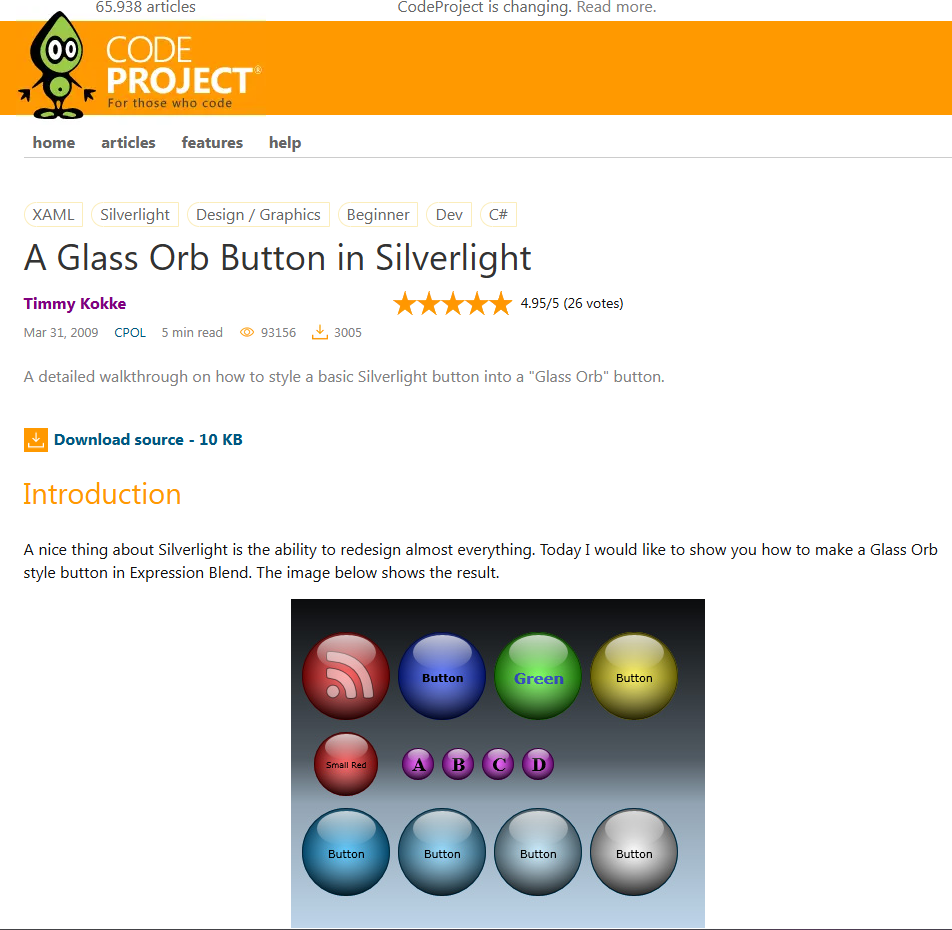 65.938 articles CodeProject is changing. Read more.
CODE
PROJECT®
For those who code
home articles features help
XAML Silverlight Design / Graphics Beginner Dev C#
A Glass Orb Button in Silverlight
Timmy Kokke 4.95/5 (26 votes)
Mar 31, 2009 CPOL 5 min read 93156 3005
A detailed walkthrough on how to style a basic Silverlight button into a "Glass Orb" button.
Download source - 10 KB
Introduction
A nice thing about Silverlight is the ability to redesign almost everything. Today I would like to show you how to make a Glass Orb
style button in Expression Blend. The image below shows the result.
Button Green Button
Small Red A B C D
Button Button Button Button